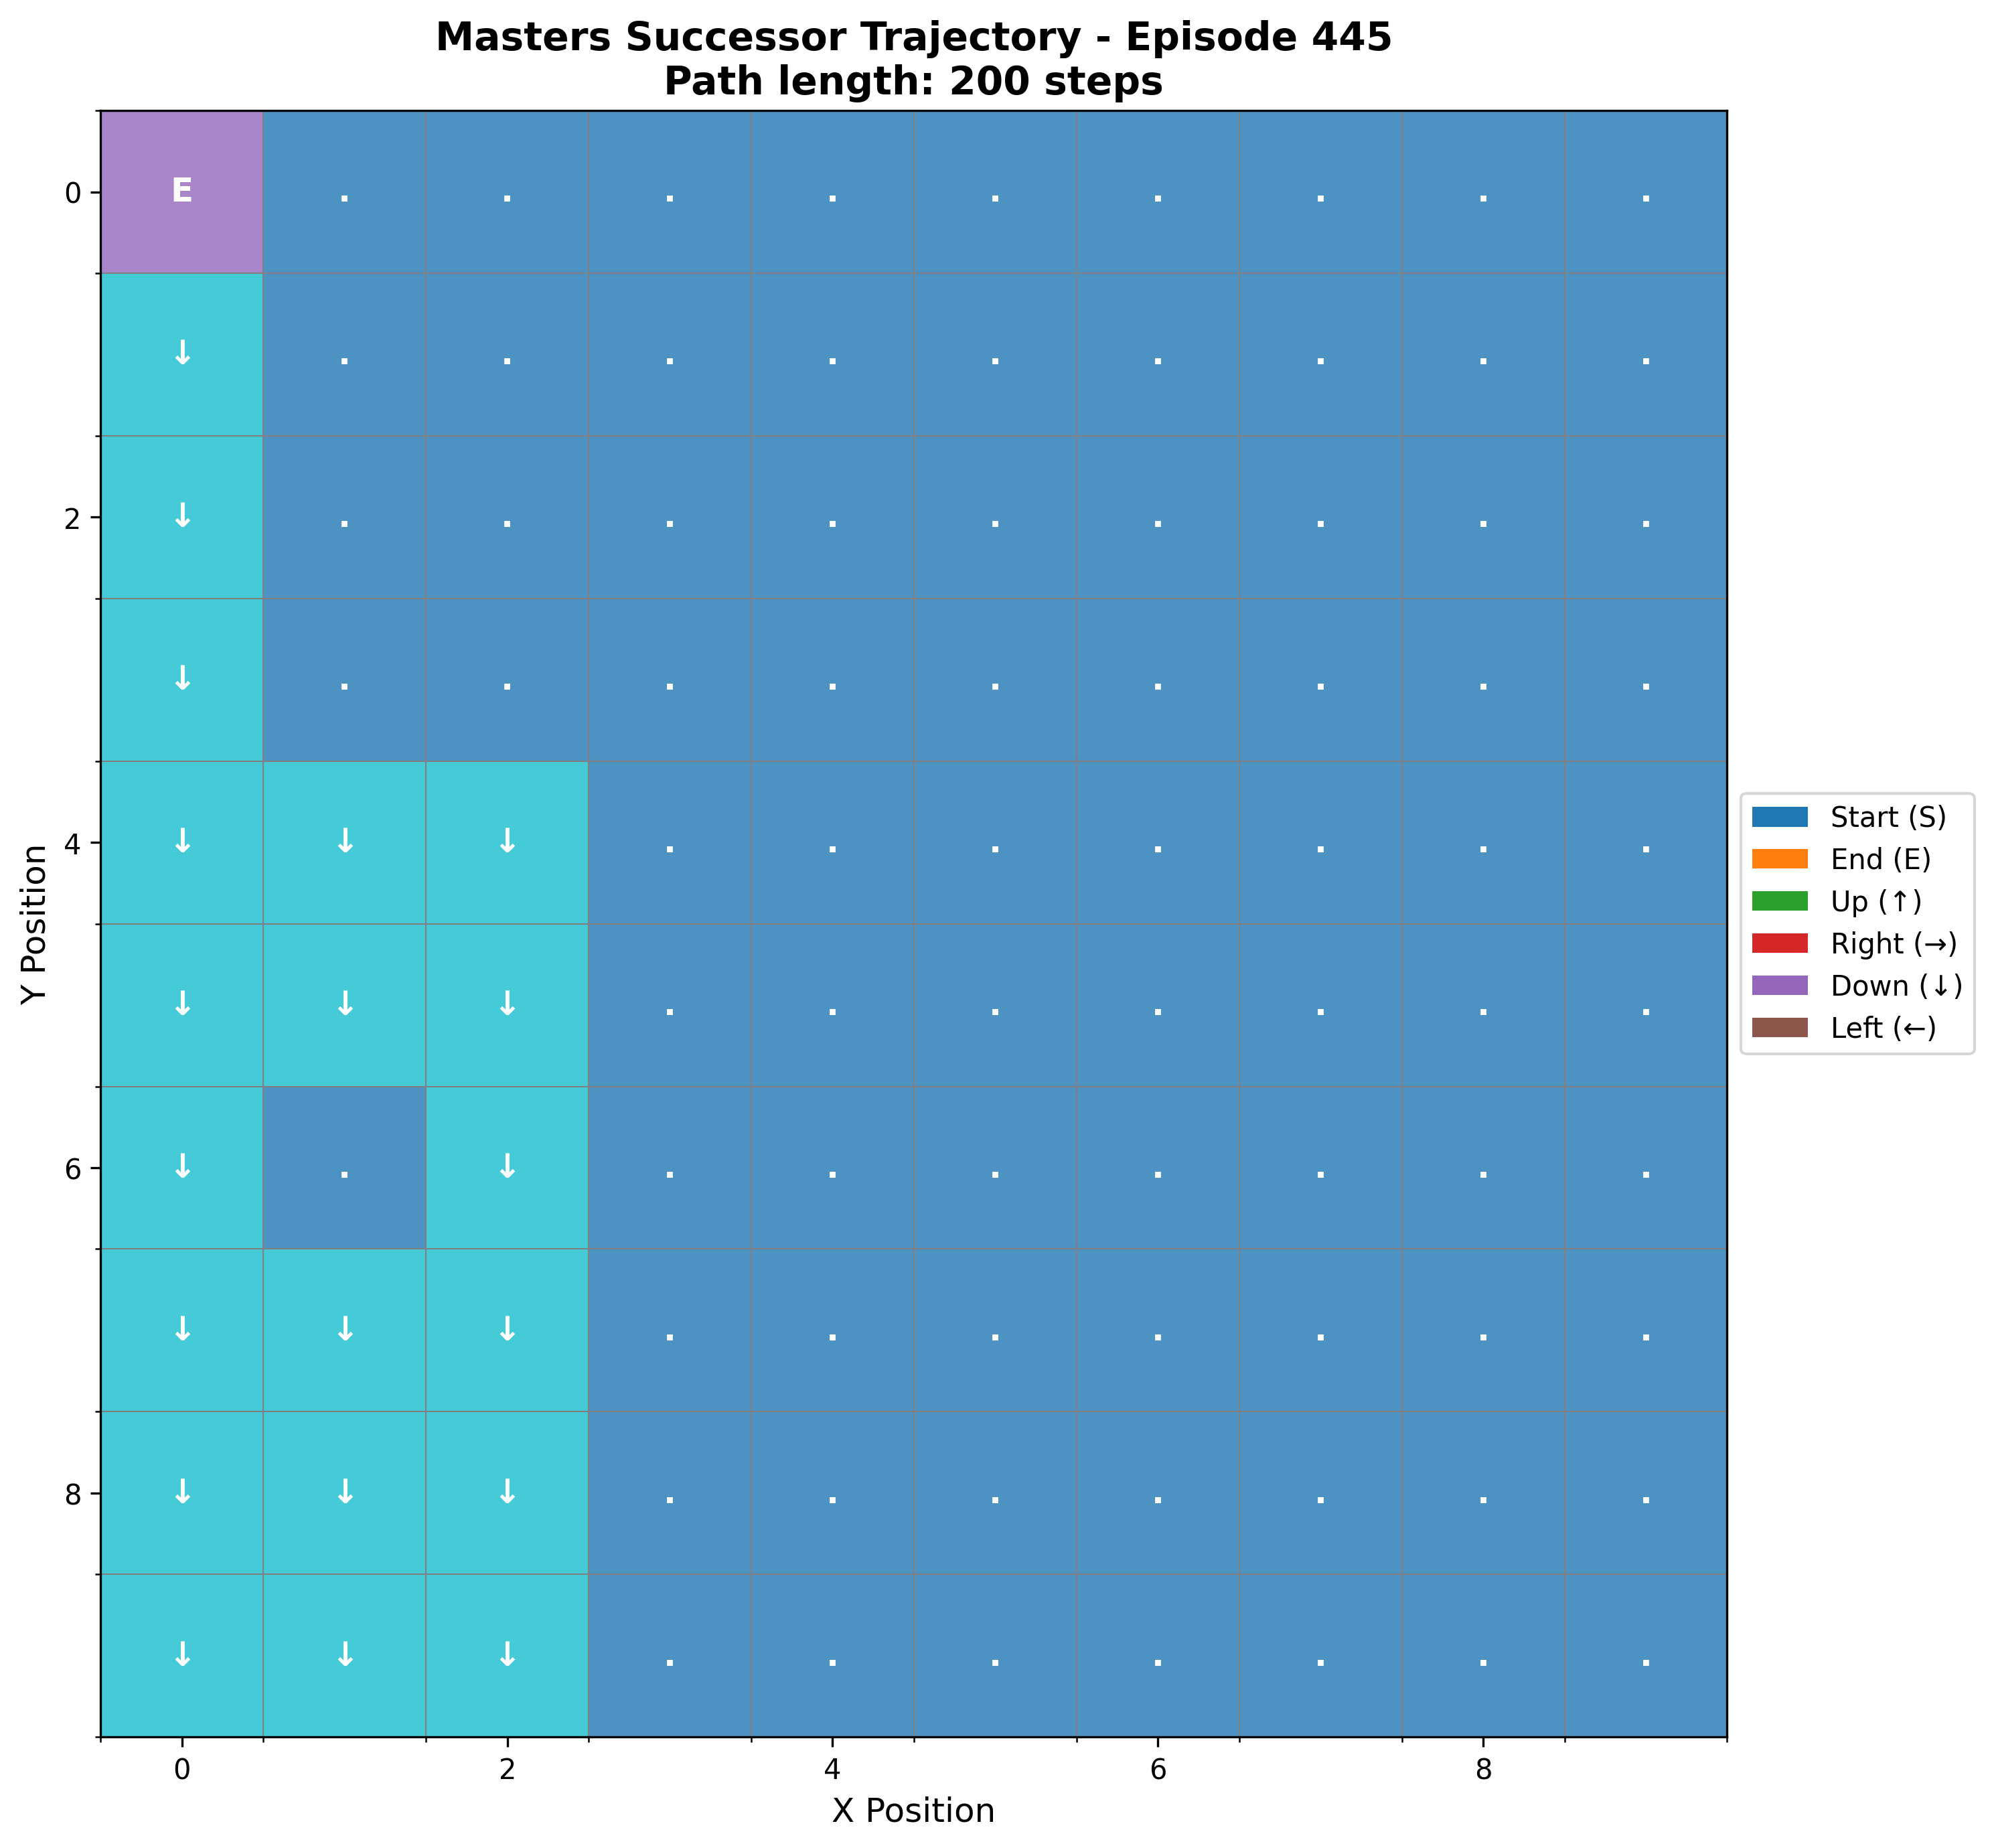 Masters Successor Trajectory - Episode 445
Path length: 200 steps
0 E . . . . . . . . .
↓ . . . . . . . . .
2 ↓ . . . . . . . . .
↓ . . . . . . . . .
4 ↓ ↓ ↓ . . . . . . .
↓ ↓ ↓ . . . . . . .
6 ↓ . ↓ . . . . . . .
↓ ↓ ↓ . . . . . . .
8 ↓ ↓ ↓ . . . . . . .
↓ ↓ ↓ . . . . . . .
0 2 4 6 8
X Position
Y Position
Start (S)
End (E)
Up (↑)
Right (→)
Down (↓)
Left (←)